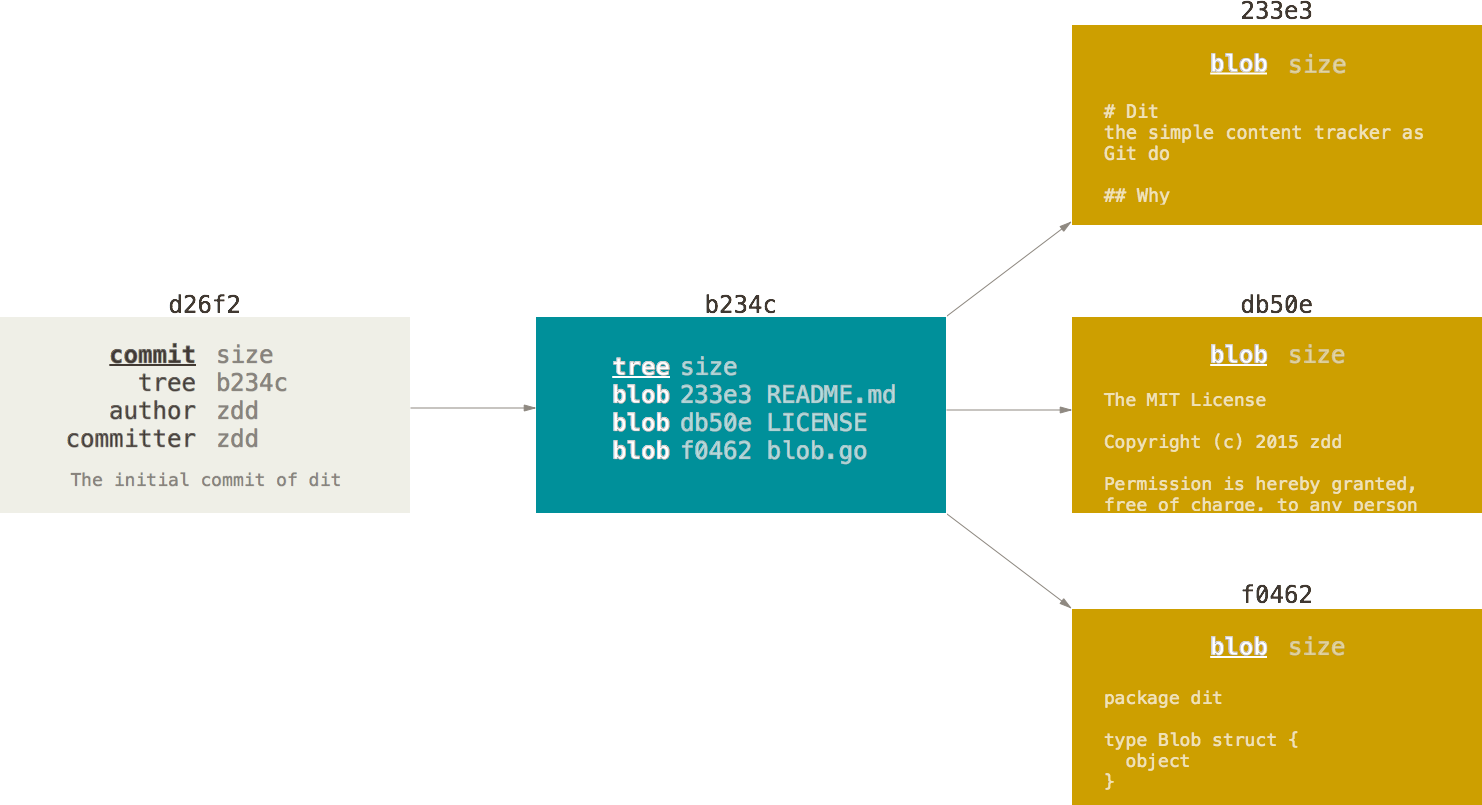 d26f2
commit size
tree b234c
author zdd
committer zdd
The initial commit of dit
b234c
tree size
blob 233e3 README.md
blob db50e LICENSE
blob f0462 blob.go
233e3
blob size
# Dit
the simple content tracker as
Git do
## Why
db50e
blob size
The MIT License
Copyright (c) 2015 zdd
Permission is hereby granted,
free of charge, to any person
f0462
blob size
package dit
type Blob struct {
object
}